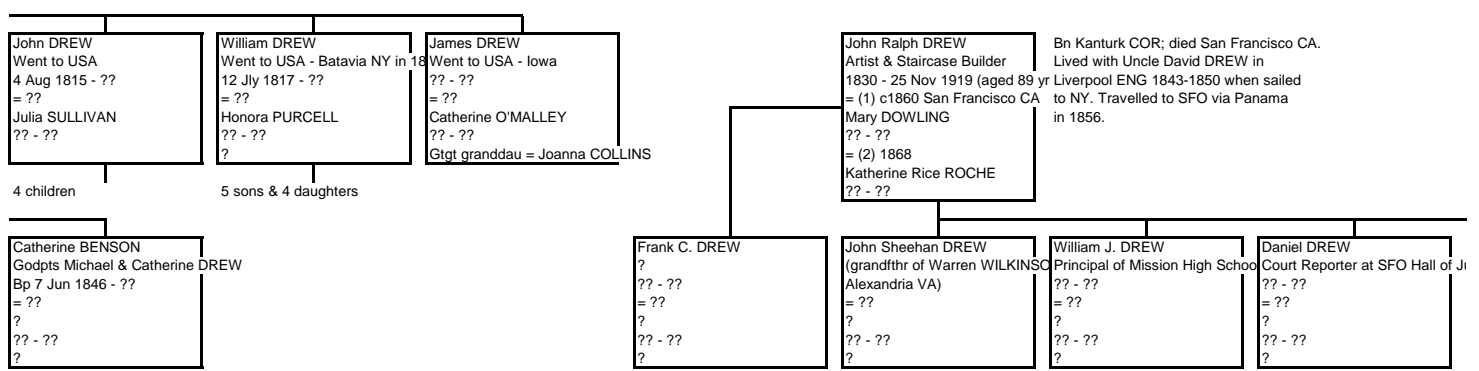 John DREW
Went to USA
4 Aug 1815 - ??
= ??
Julia SULLIVAN
?? - ??
4 children
William DREW
Went to USA - Batavia NY in 18
12 Jly 1817 - ??
= ??
Honora PURCELL
?? - ??
?
5 sons & 4 daughters
James DREW
Went to USA - Iowa
?? - ??
= ??
Catherine O'MALLEY
?? - ??
Gtgt granddau = Joanna COLLINS
John Ralph DREW
Artist & Staircase Builder
1830 - 25 Nov 1919 (aged 89 yr
= (1) c1860 San Francisco CA
Mary DOWLING
?? - ??
= (2) 1868
Katherine Rice ROCHE
?? - ??
Bn Kanturk COR; died San Francisco CA.
Lived with Uncle David DREW in
Liverpool ENG 1843-1850 when sailed
to NY. Travelled to SFO via Panama
in 1856.
Catherine BENSON
Godpts Michael & Catherine DREW
Bp 7 Jun 1846 - ??
= ??
?
?? - ??
?
Frank C. DREW
?
?? - ??
= ??
?
?? - ??
?
John Sheehan DREW
(grandfthr of Warren WILKINSO
Alexandria VA)
= ??
?
?? - ??
?
William J. DREW
Principal of Mission High Schoo
?? - ??
= ??
?
?? - ??
?
Daniel DREW
Court Reporter at SFO Hall of Ju
?? - ??
= ??
?
?? - ??
?